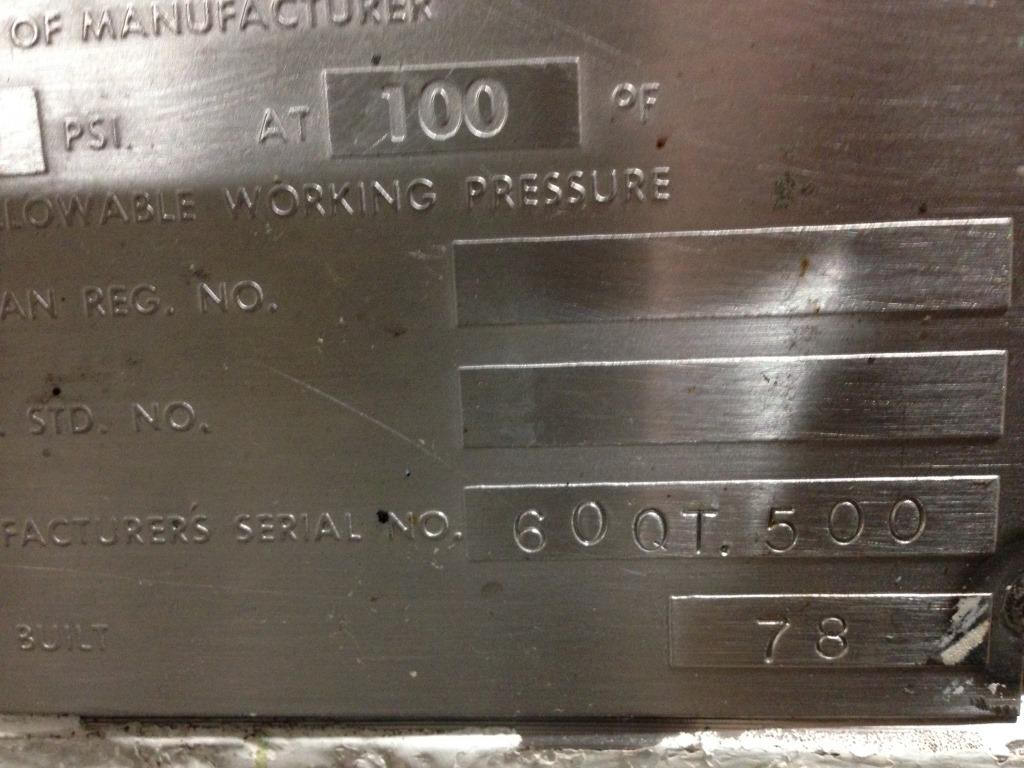 OF MANUFACTURER
PSI. AT 100 °F
LLOWABLE WORKING PRESSURE
AN REG. NO.
L STD. NO.
FACTURER'S SERIAL NO. 60QT. 500
BUILT 78